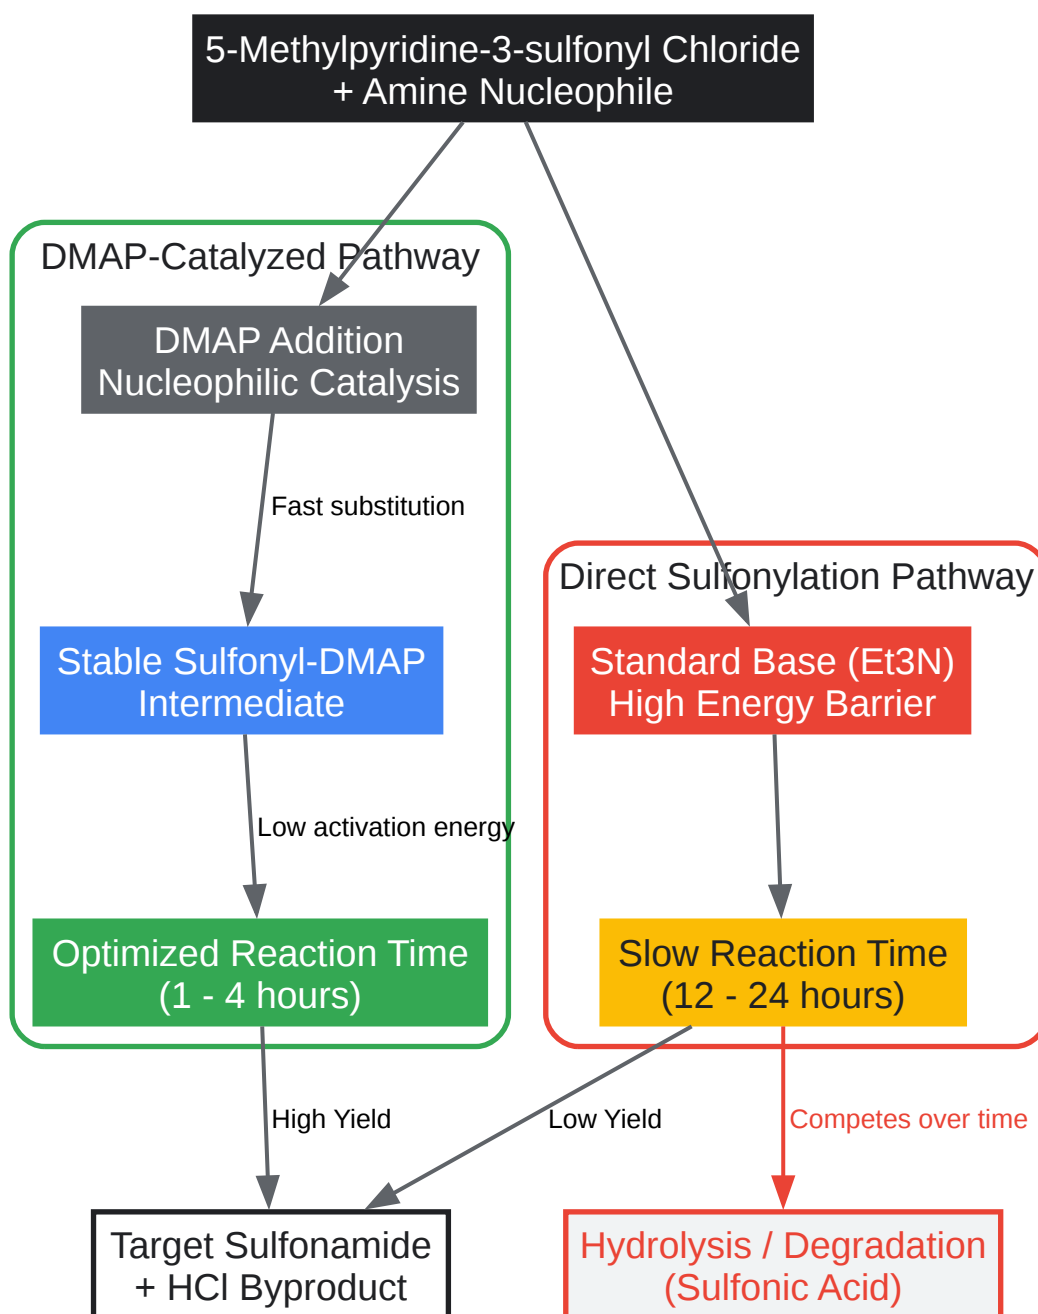 5-Methylpyridine-3-sulfonyl Chloride
+ Amine Nucleophile
DMAP-Catalyzed Pathway
DMAP Addition
Nucleophilic Catalysis
Fast substitution
Stable Sulfonyl-DMAP
Intermediate
Low activation energy
Optimized Reaction Time
(1 - 4 hours)
Direct Sulfonylation Pathway
Standard Base (Et3N)
High Energy Barrier
Slow Reaction Time
(12 - 24 hours)
High Yield
Low Yield
Competes over time
Target Sulfonamide
+ HCl Byproduct
Hydrolysis / Degradation
(Sulfonic Acid)